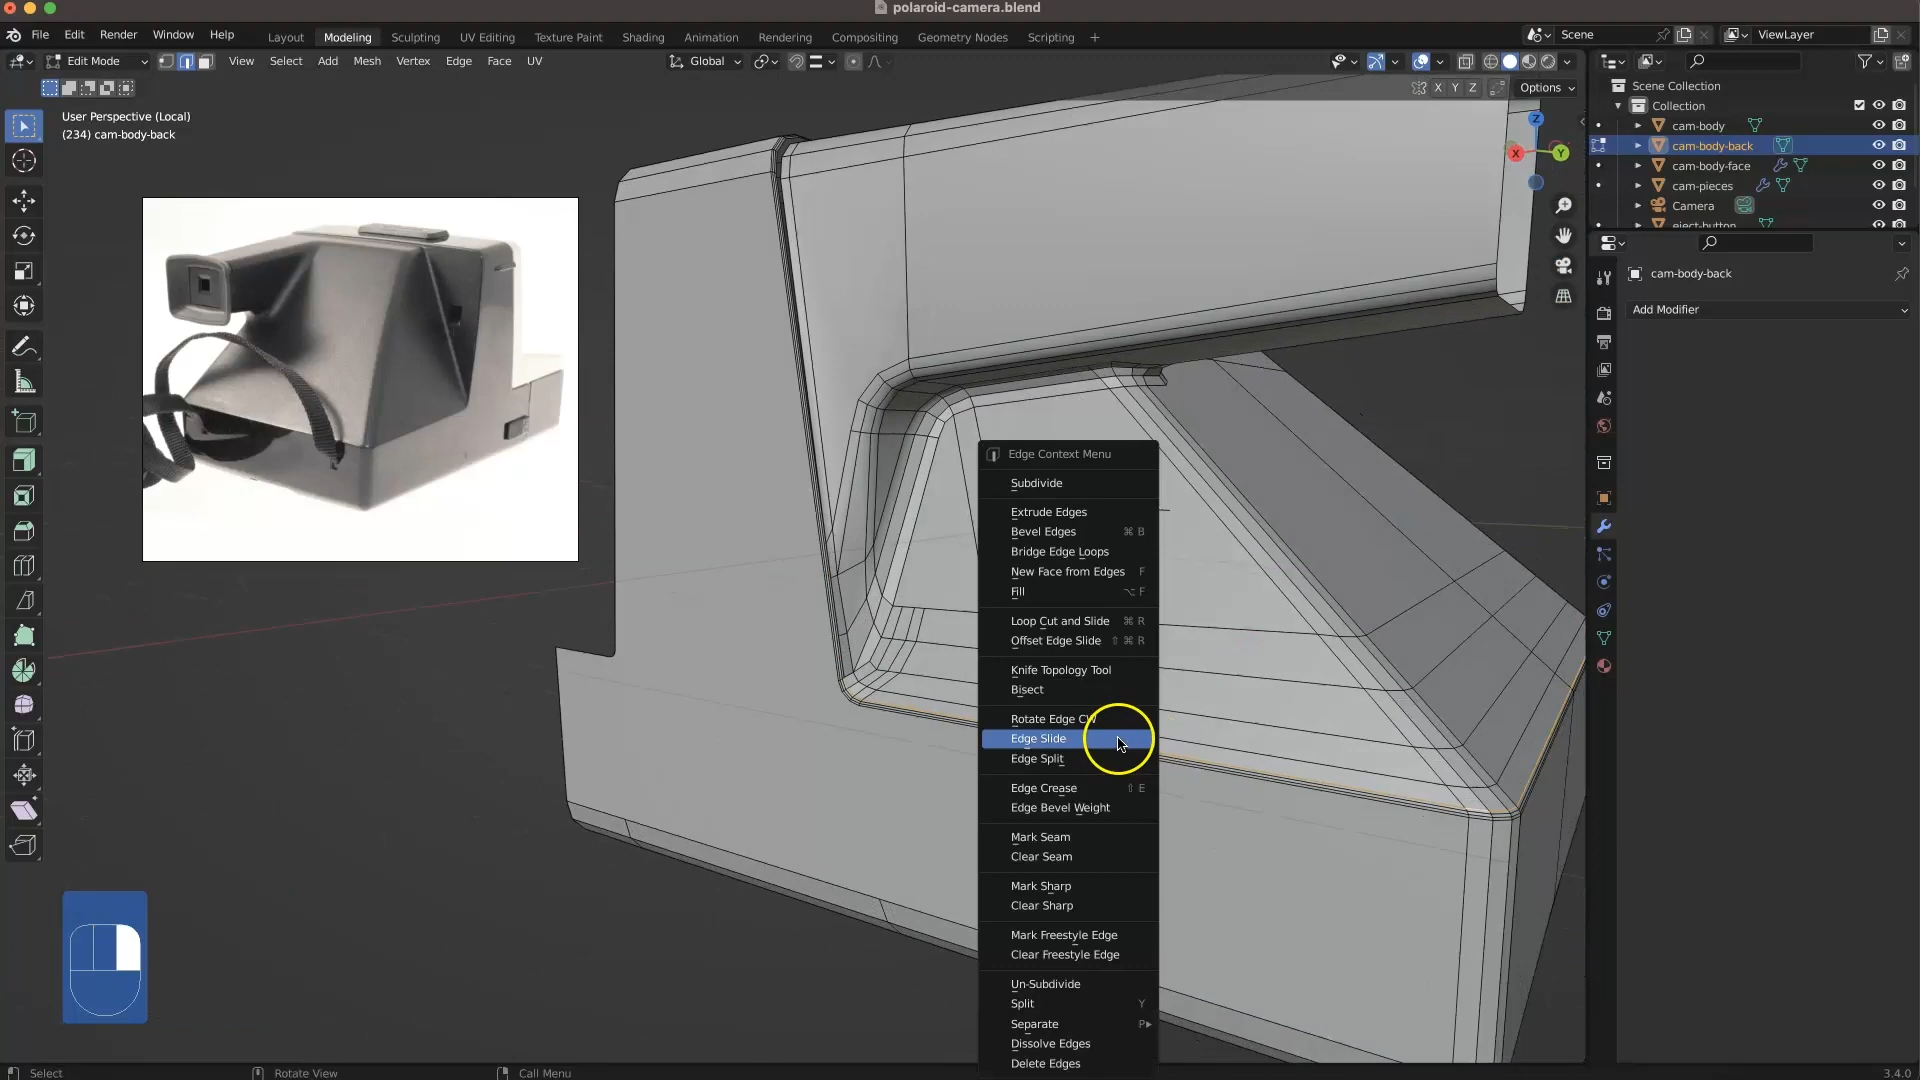 polaroid-camera.blend
File Edit Render Window Help Layout Modeling Sculpting UV Editing Texture Paint Shading Animation Rendering Compositing Geometry Nodes Scripting + Scene ViewLayer
Edit Mode View Select Add Mesh Vertex Edge Face UV Global
X Y Z Options
User Perspective (Local)
(234) cam-body-back
Z
X Y
Scene Collection
Collection
cam-body
cam-body-back
cam-body-face
cam-pieces
Camera
eject-button
cam-body-back
Add Modifier
Edge Context Menu
Subdivide
Extrude Edges
Bevel Edges ⌘ B
Bridge Edge Loops
New Face from Edges F
Fill ⌥ F
Loop Cut and Slide ⌘ R
Offset Edge Slide ⇧ ⌘ R
Knife Topology Tool
Bisect
Rotate Edge CW
Edge Slide
Edge Split
Edge Crease ⇧ E
Edge Bevel Weight
Mark Seam
Clear Seam
Mark Sharp
Clear Sharp
Mark Freestyle Edge
Clear Freestyle Edge
Un-Subdivide
Split Y
Separate P▶
Dissolve Edges
Delete Edges
Select Rotate View Call Menu 3.4.0